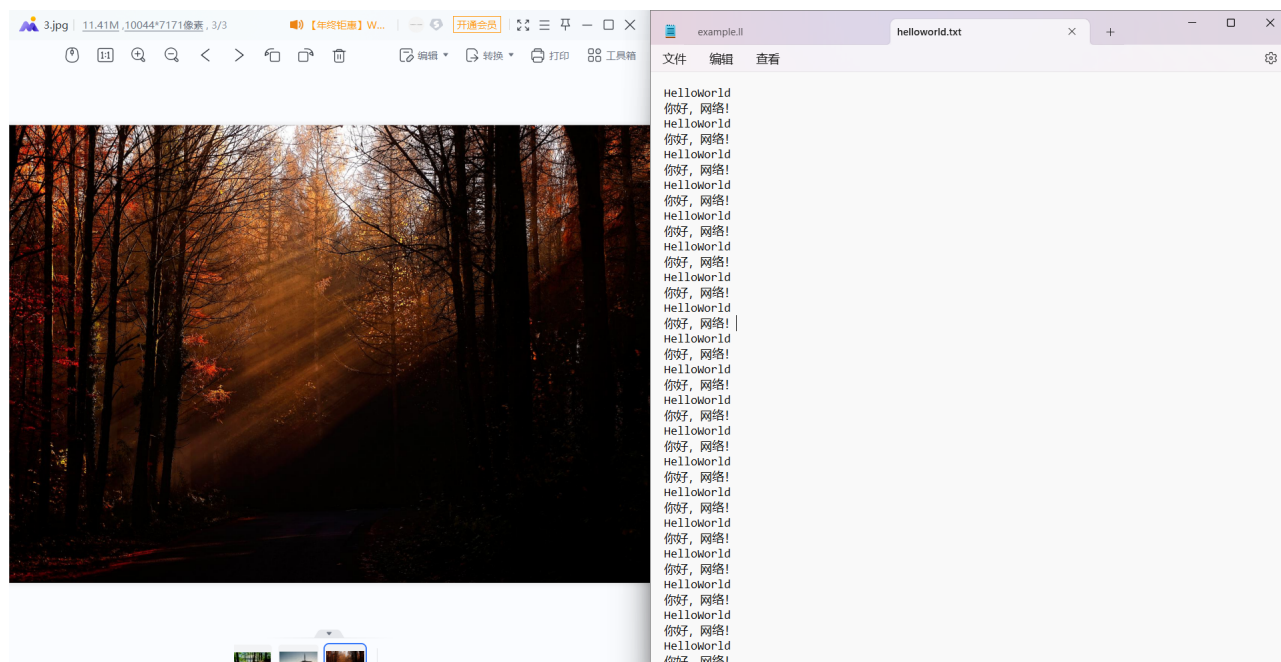 3.jpg 11.41M ,10044*7171像素 , 3/3 【年终钜惠】W... 开通会员
1:1 编辑 转换 打印 工具箱
example.ll helloworld.txt
文件 编辑 查看
HelloWorld
你好, 网络!
HelloWorld
你好, 网络!
HelloWorld
你好, 网络!
HelloWorld
你好, 网络!
HelloWorld
你好, 网络!
HelloWorld
你好, 网络!
HelloWorld
你好, 网络!
HelloWorld
你好, 网络!
HelloWorld
你好, 网络!
HelloWorld
你好, 网络!
HelloWorld
你好, 网络!
HelloWorld
你好, 网络!
HelloWorld
你好, 网络!
HelloWorld
你好, 网络!
HelloWorld
你好, 网络!
HelloWorld
你好, 网络!
HelloWorld
你好, 网络!
HelloWorld
你好, 网络!
HelloWorld
你好, 网络!